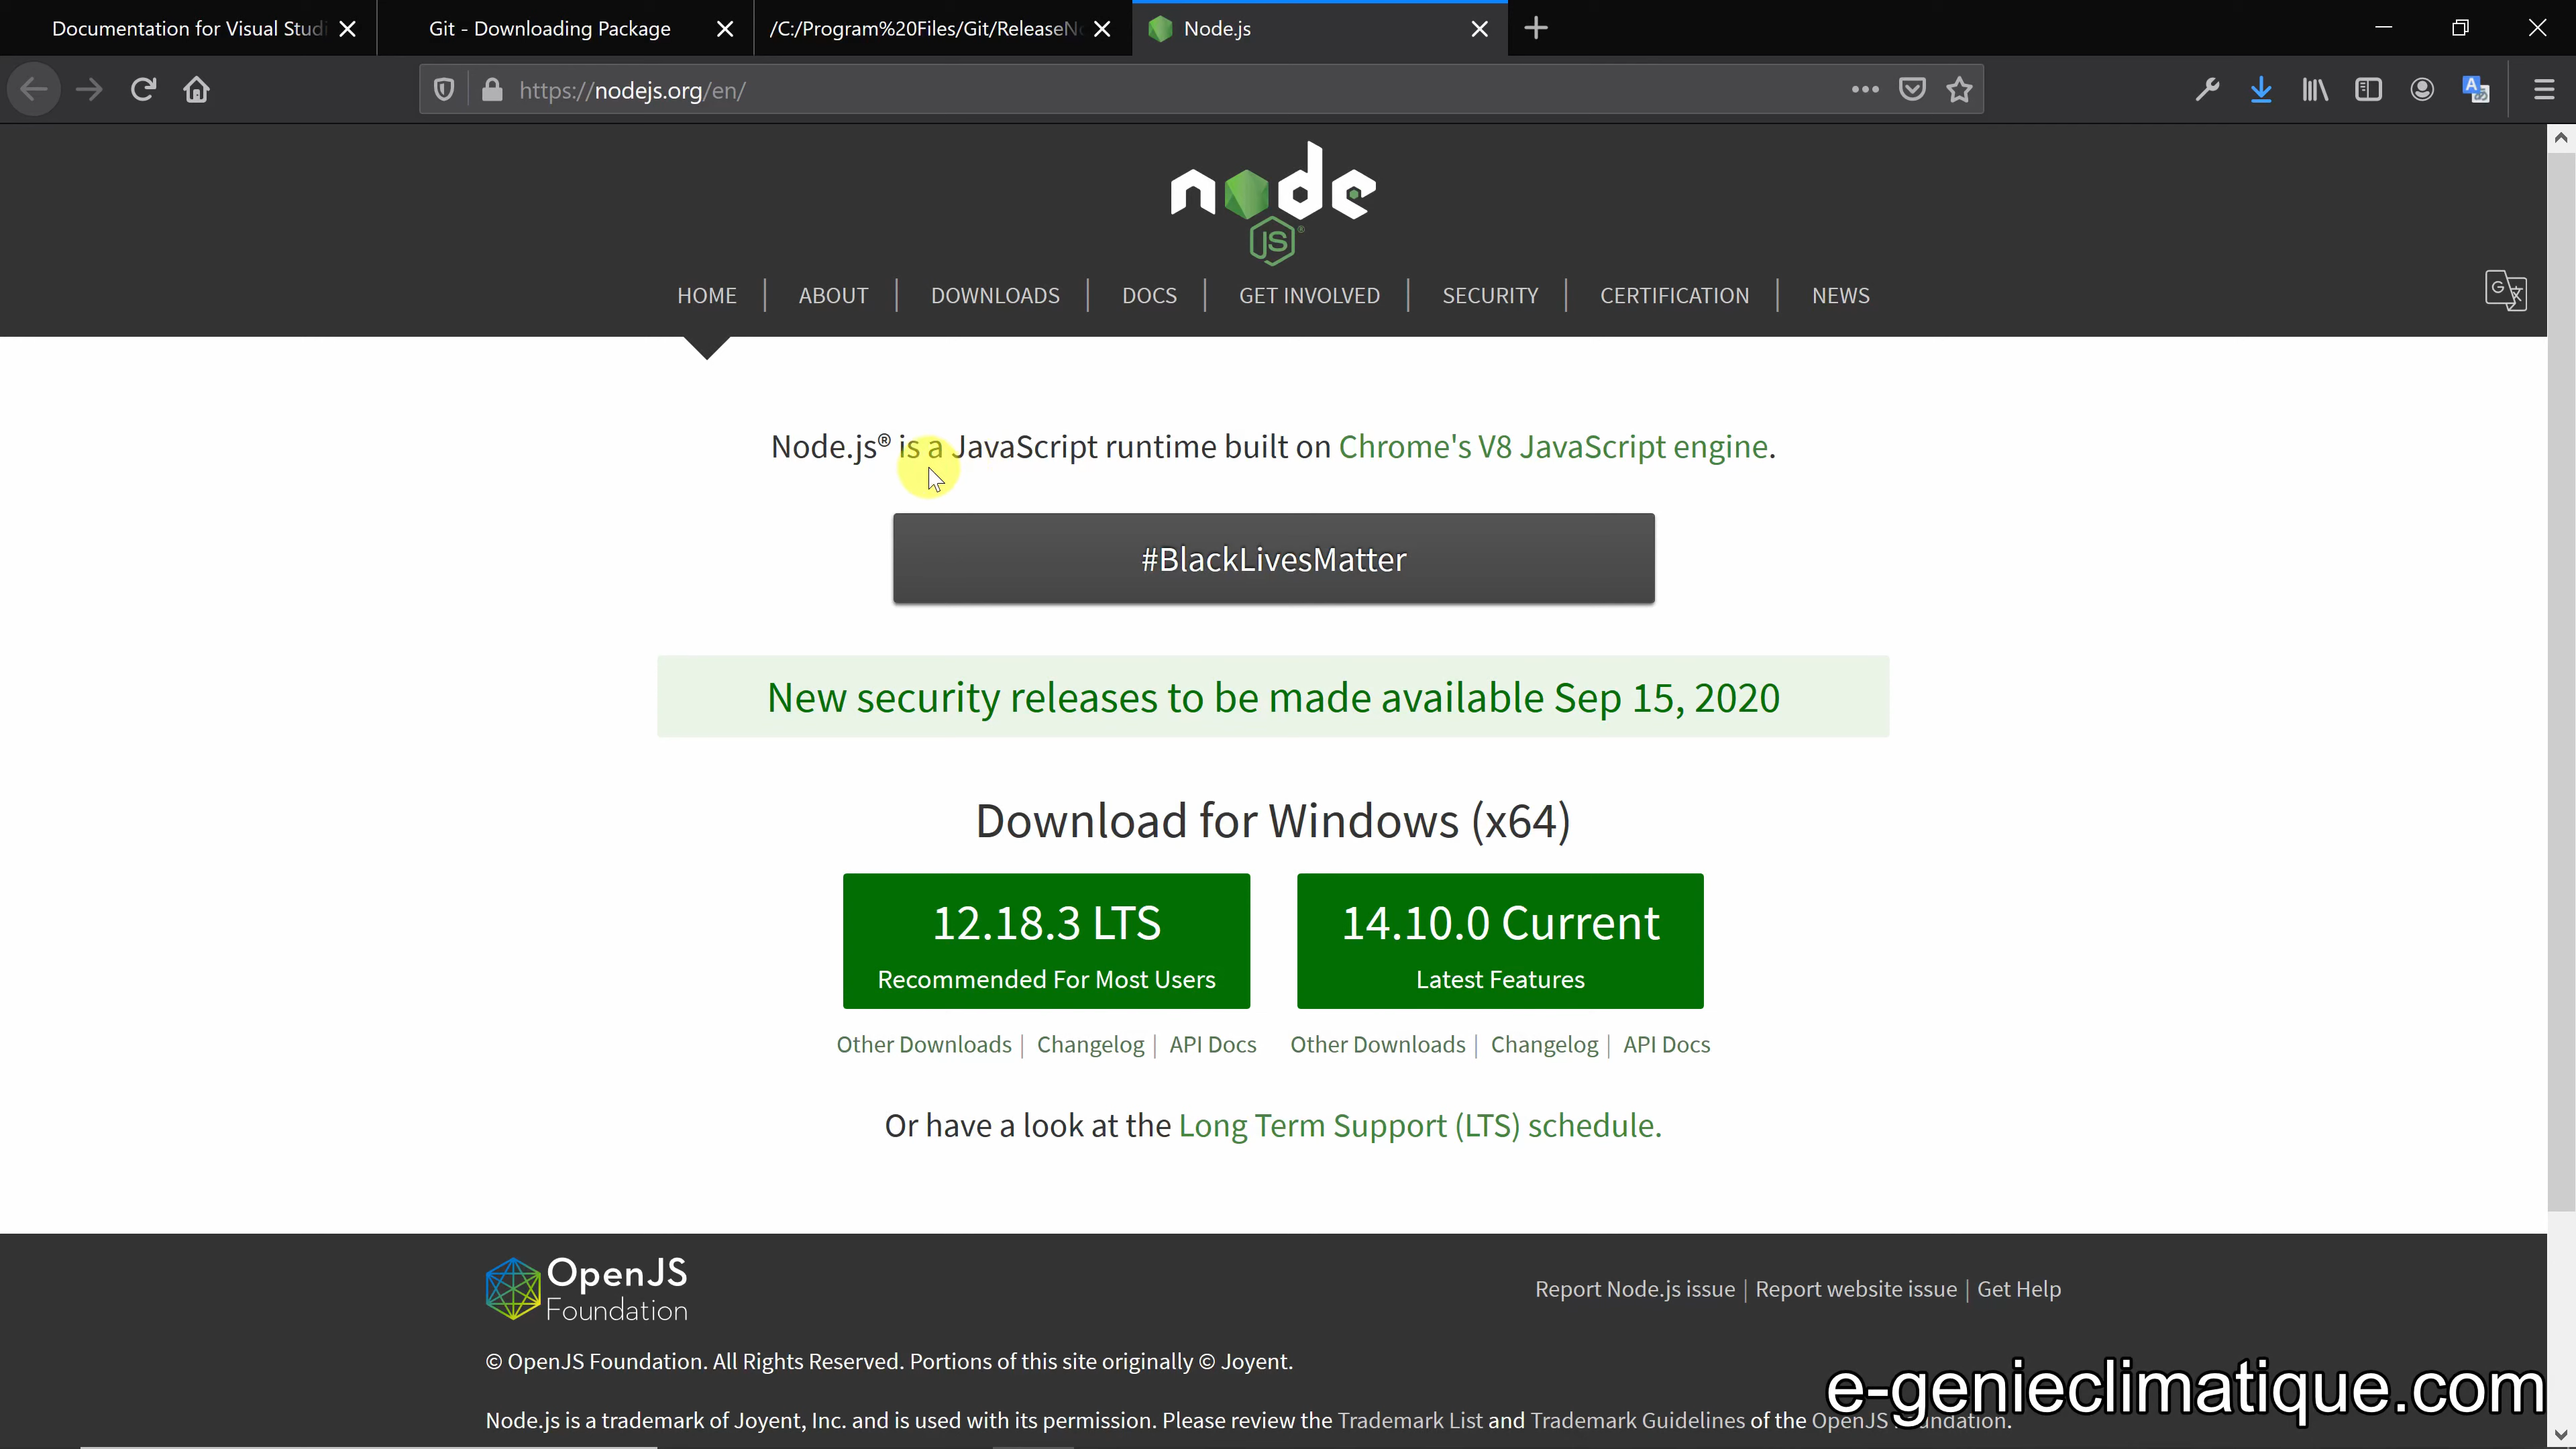 Documentation for Visual Studi
Git - Downloading Package
/C:/Program%20Files/Git/ReleaseNo
Node.js
https://nodejs.org/en/
node
JS®
HOME | ABOUT | DOWNLOADS | DOCS | GET INVOLVED | SECURITY | CERTIFICATION | NEWS
Node.js® is a JavaScript runtime built on Chrome's V8 JavaScript engine.
#BlackLivesMatter
New security releases to be made available Sep 15, 2020
Download for Windows (x64)
12.18.3 LTS
Recommended For Most Users
14.10.0 Current
Latest Features
Other Downloads | Changelog | API Docs
Other Downloads | Changelog | API Docs
Or have a look at the Long Term Support (LTS) schedule.
OpenJS
Foundation
Report Node.js issue | Report website issue | Get Help
© OpenJS Foundation. All Rights Reserved. Portions of this site originally © Joyent.
Node.js is a trademark of Joyent, Inc. and is used with its permission. Please review the Trademark List and Trademark Guidelines of the OpenJS Foundation.
e-genieclimatique.com